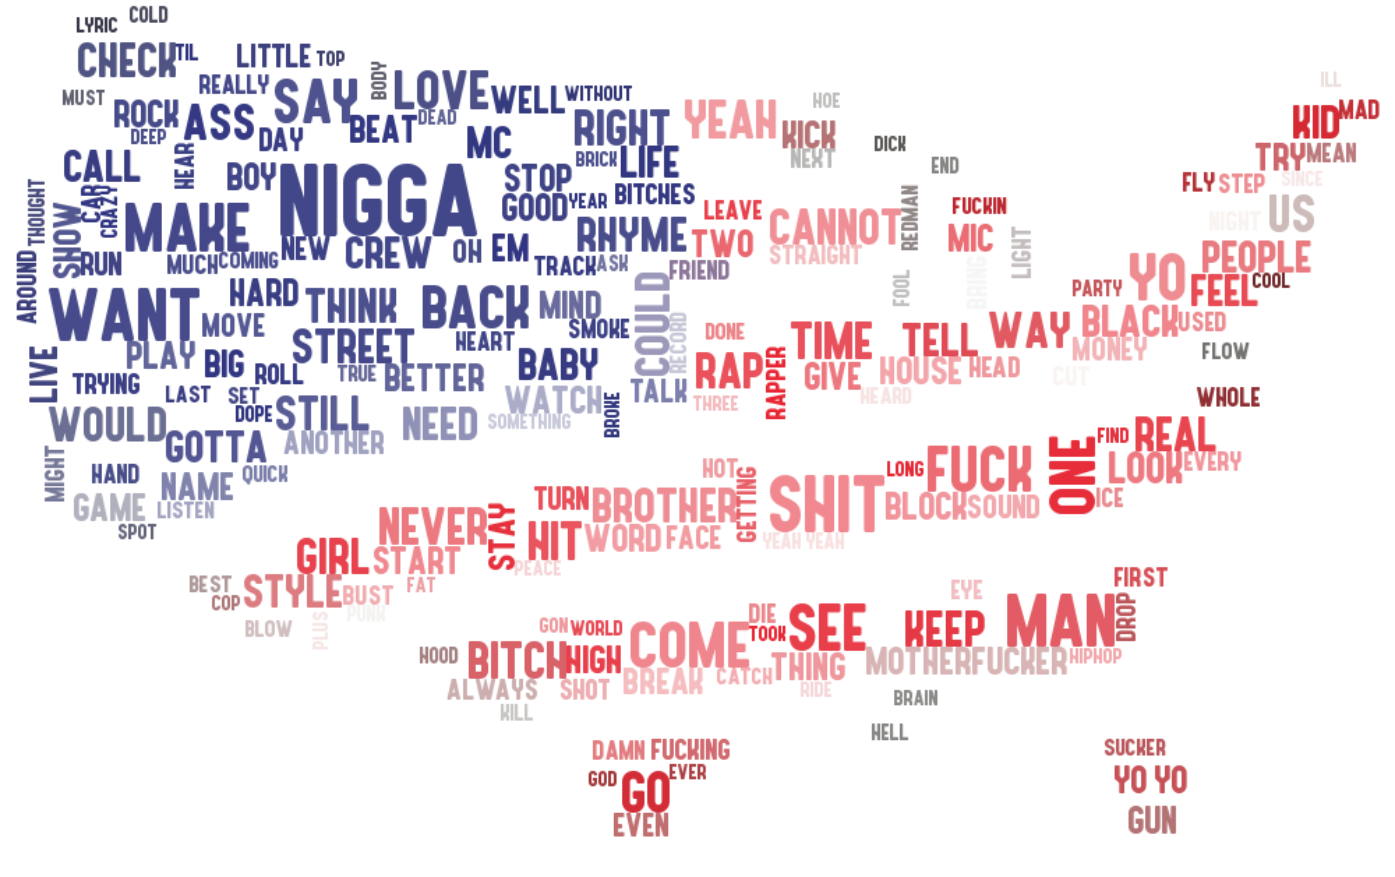 COLD
LYRIC
CHECK
TIL
LITTLE
TOP
REALLY
SAY
BODY
LOVE
WELL
WITHOUT
MUST
ROCK
DEEP
ASS
DAY
BEAT
DEAD
MC
RIGHT
BRICK
LIFE
YEAH
HOE
KICK
NEXT
DICK
END
ILL
KID
MAD
TRY
MEAN
SINCE
FLY
STEP
CALL
HEAR
BOY
NIGGA
STOP
GOOD
YEAR
BITCHES
THOUGHT
SHOW
CAR
CRAZY
MAKE
NEW
CREW
OH
EM
RHYME
LEAVE
TWO
CANNOT
STRAIGHT
REDMAN
FUCKIN
MIC
LIGHT
NIGHT
US
PEOPLE
AROUND
RUN
MUCH
COMING
TRACK
ASK
FRIEND
FOOL
BRING
PARTY
YO
FEEL
COOL
WANT
MOVE
HARD
THINK
BACK
MIND
SMOKE
COULD
RECORD
DONE
TIME
TELL
WAY
BLACK
USED
MONEY
FLOW
PLAY
BIG
STREET
HEART
BABY
RAP
RAPPER
GIVE
HOUSE
HEAD
CUT
LIVE
TRYING
ROLL
TRUE
BETTER
LAST
SET
DOPE
STILL
WATCH
SOMETHING
BROKE
TALK
THREE
HEARD
WHOLE
WOULD
GOTTA
ANOTHER
NEED
FIND
REAL
MIGHT
HAND
NAME
QUICK
HOT
GETTING
LONG
FUCK
ONE
LOOK
EVERY
GAME
LISTEN
SPOT
TURN
BROTHER
SHIT
BLOCK
SOUND
ICE
NEVER
STAY
HIT
WORD
FACE
YEAH YEAH
GIRL
START
PEACE
BEST
COP
STYLE
BUST
FAT
PUNK
EYE
FIRST
BLOW
PLUS
GON
WORLD
DIE
TOOK
SEE
KEEP
MAN
DROP
HOOD
BITCH
HIGH
COME
THING
MOTHERFUCKER
HIPHOP
ALWAYS
SHOT
BREAK
CATCH
RIDE
BRAIN
KILL
HELL
DAMN
FUCKING
SUCKER
GOD
GO
EVER
YO YO
EVEN
GUN